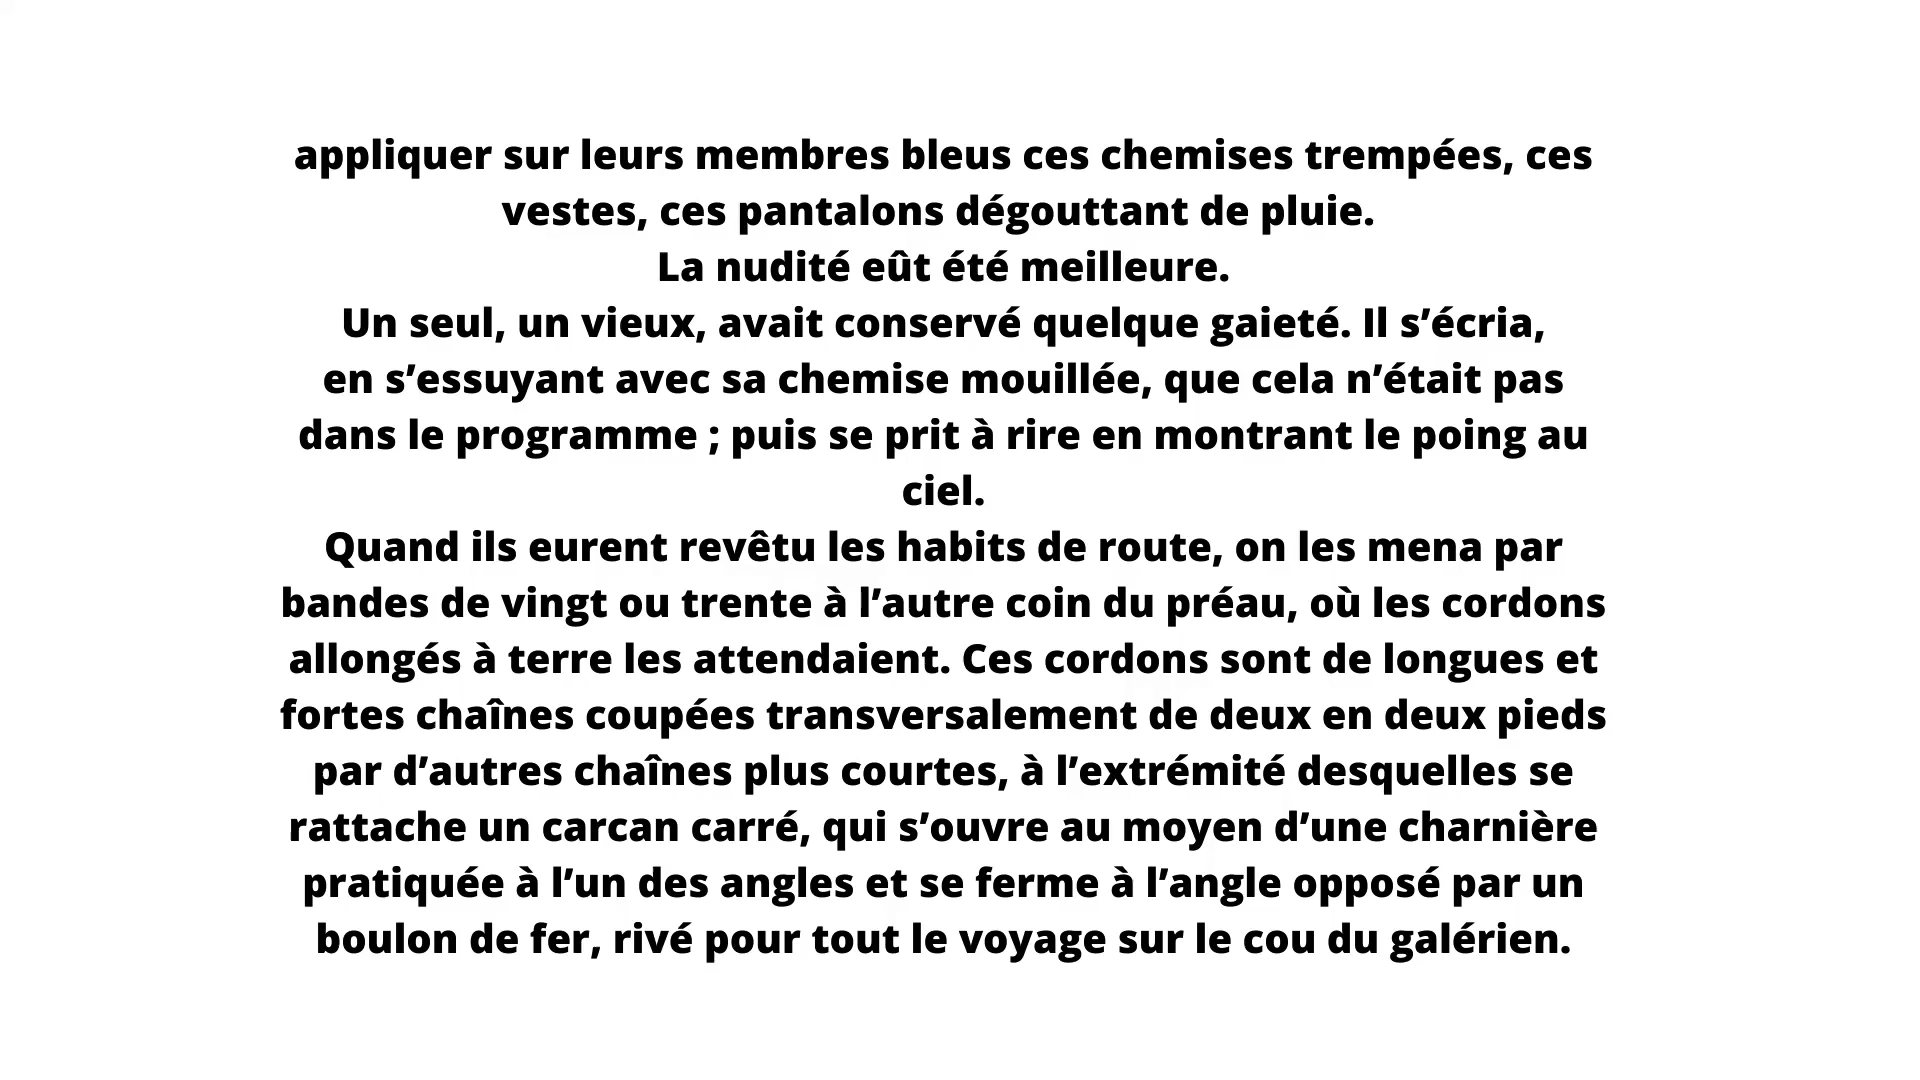 appliquer sur leurs membres bleus ces chemises trempées, ces
vestes, ces pantalons dégouttant de pluie.
La nudité eût été meilleure.
Un seul, un vieux, avait conservé quelque gaieté. Il s’écria,
en s’essuyant avec sa chemise mouillée, que cela n’était pas
dans le programme ; puis se prit à rire en montrant le poing au
ciel.
Quand ils eurent revêtu les habits de route, on les mena par
bandes de vingt ou trente à l’autre coin du préau, où les cordons
allongés à terre les attendaient. Ces cordons sont de longues et
fortes chaînes coupées transversalement de deux en deux pieds
par d’autres chaînes plus courtes, à l’extrémité desquelles se
rattache un carcan carré, qui s’ouvre au moyen d’une charnière
pratiquée à l’un des angles et se ferme à l’angle opposé par un
boulon de fer, rivé pour tout le voyage sur le cou du galérien.